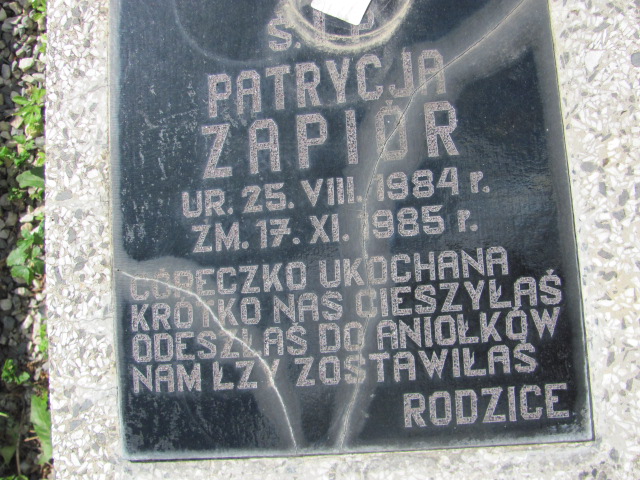 Ś.P.
PATRYCJA
ZAPIÓR
UR. 25. VIII. 1984 r.
ZM. 17. XI. 1985 r.
CÓRECZKO UKOCHANA
KRÓTKO NAS CIESZYŁAŚ
ODESZŁAŚ DO ANIOŁKÓW
NAM ŁZY ZOSTAWIŁAŚ
RODZICE